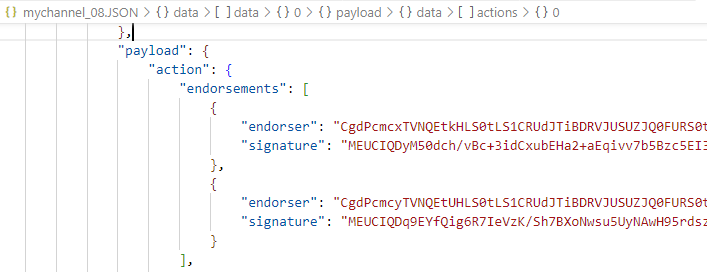 {} mychannel_08.JSON > {} data > [ ] data > {} 0 > {} payload > {} data > [ ] actions > {} 0
},
"payload": {
"action": {
"endorsements": [
{
"endorser": "CgdPcmcxTVNQEtkHLS0tLS1CRUdJTiBDRVJUSUZJQ0FURS0t
"signature": "MEUCIQDyM50dch/vBc+3idCxubEHa2+aEqivv7b5Bzc5EI3
},
{
"endorser": "CgdPcmcyTVNQEtUHLS0tLS1CRUdJTiBDRVJUSUZJQ0FURS0t
"signature": "MEUCIQDq9EYfQig6R7IeVzK/Sh7BXoNwsu5UyNAwH95rdsz
}
],